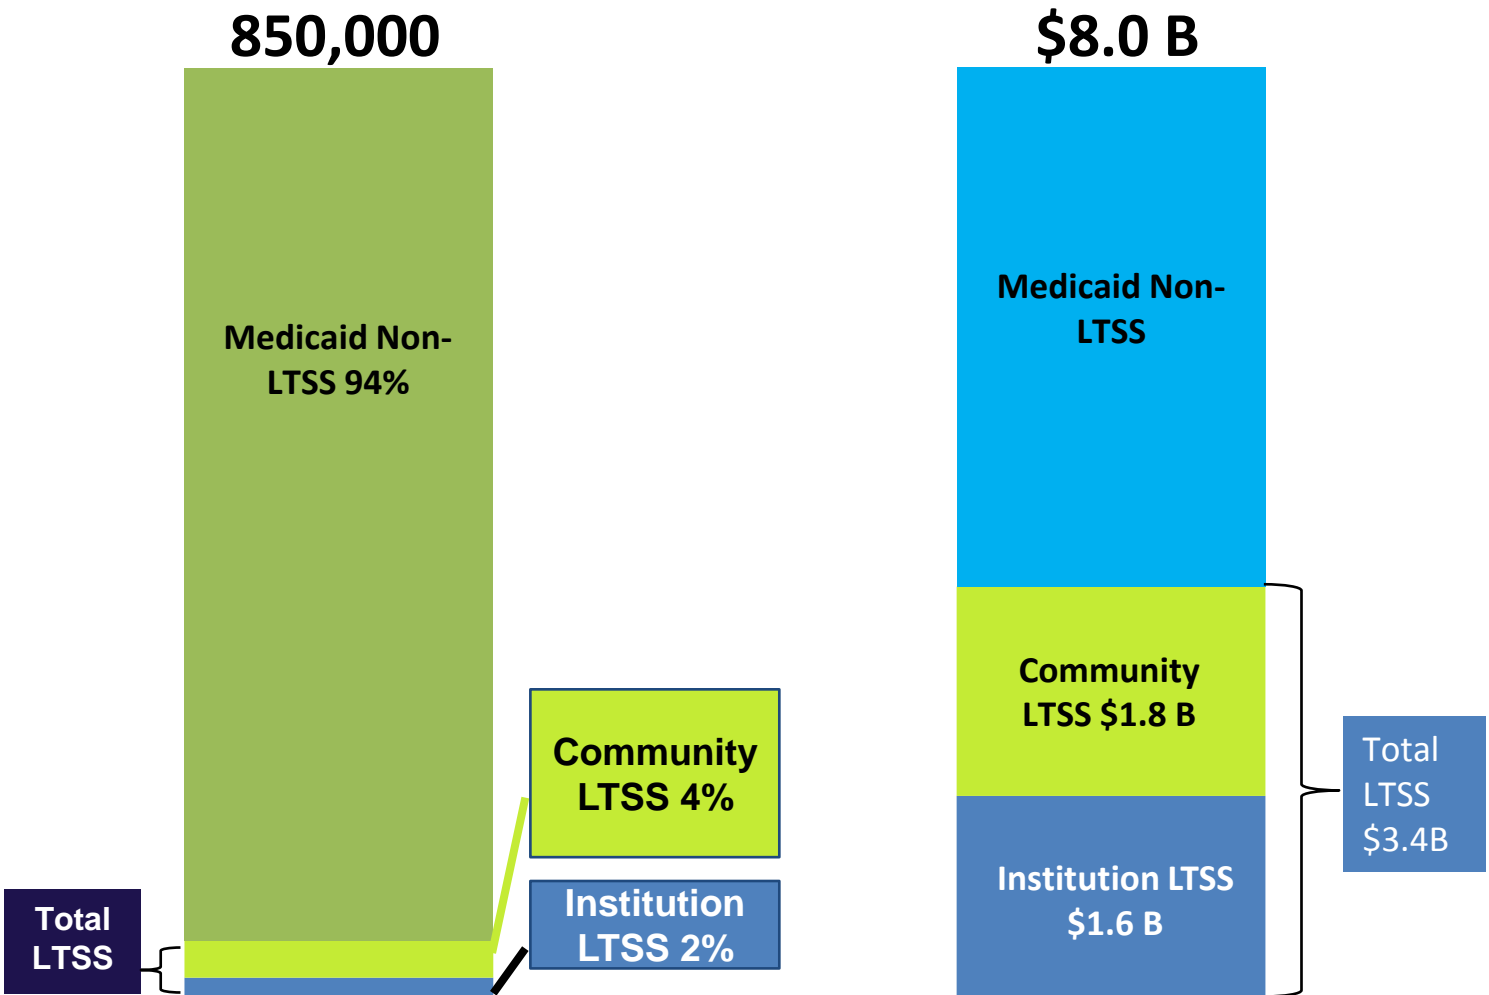 850,000
Medicaid Non-
LTSS 94%
Community
LTSS 4%
Institution
LTSS 2%
Total
LTSS
$8.0 B
Medicaid Non-
LTSS
Community
LTSS $1.8 B
Institution LTSS
$1.6 B
Total
LTSS
$3.4B